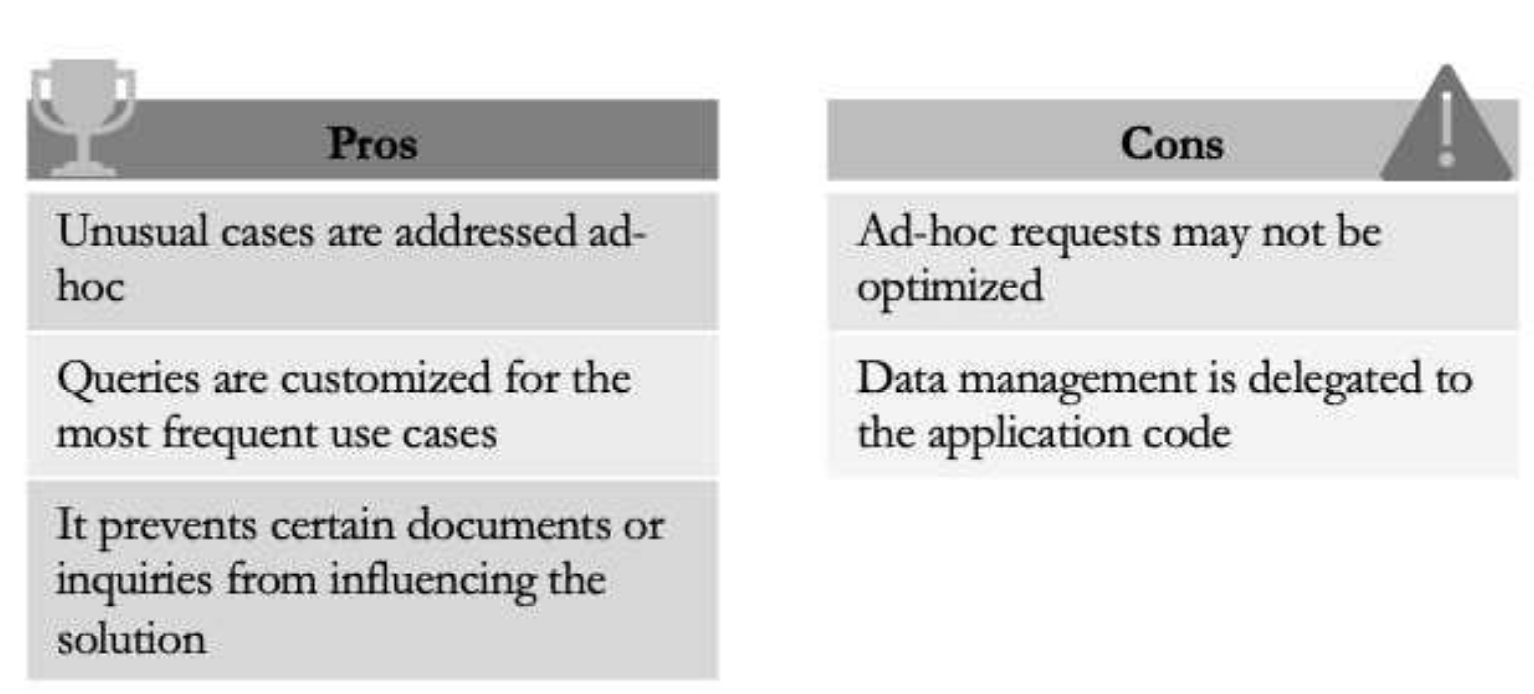 Pros
Unusual cases are addressed ad-
hoc
Queries are customized for the
most frequent use cases
It prevents certain documents or
inquiries from influencing the
solution
Cons
Ad-hoc requests may not be
optimized
Data management is delegated to
the application code